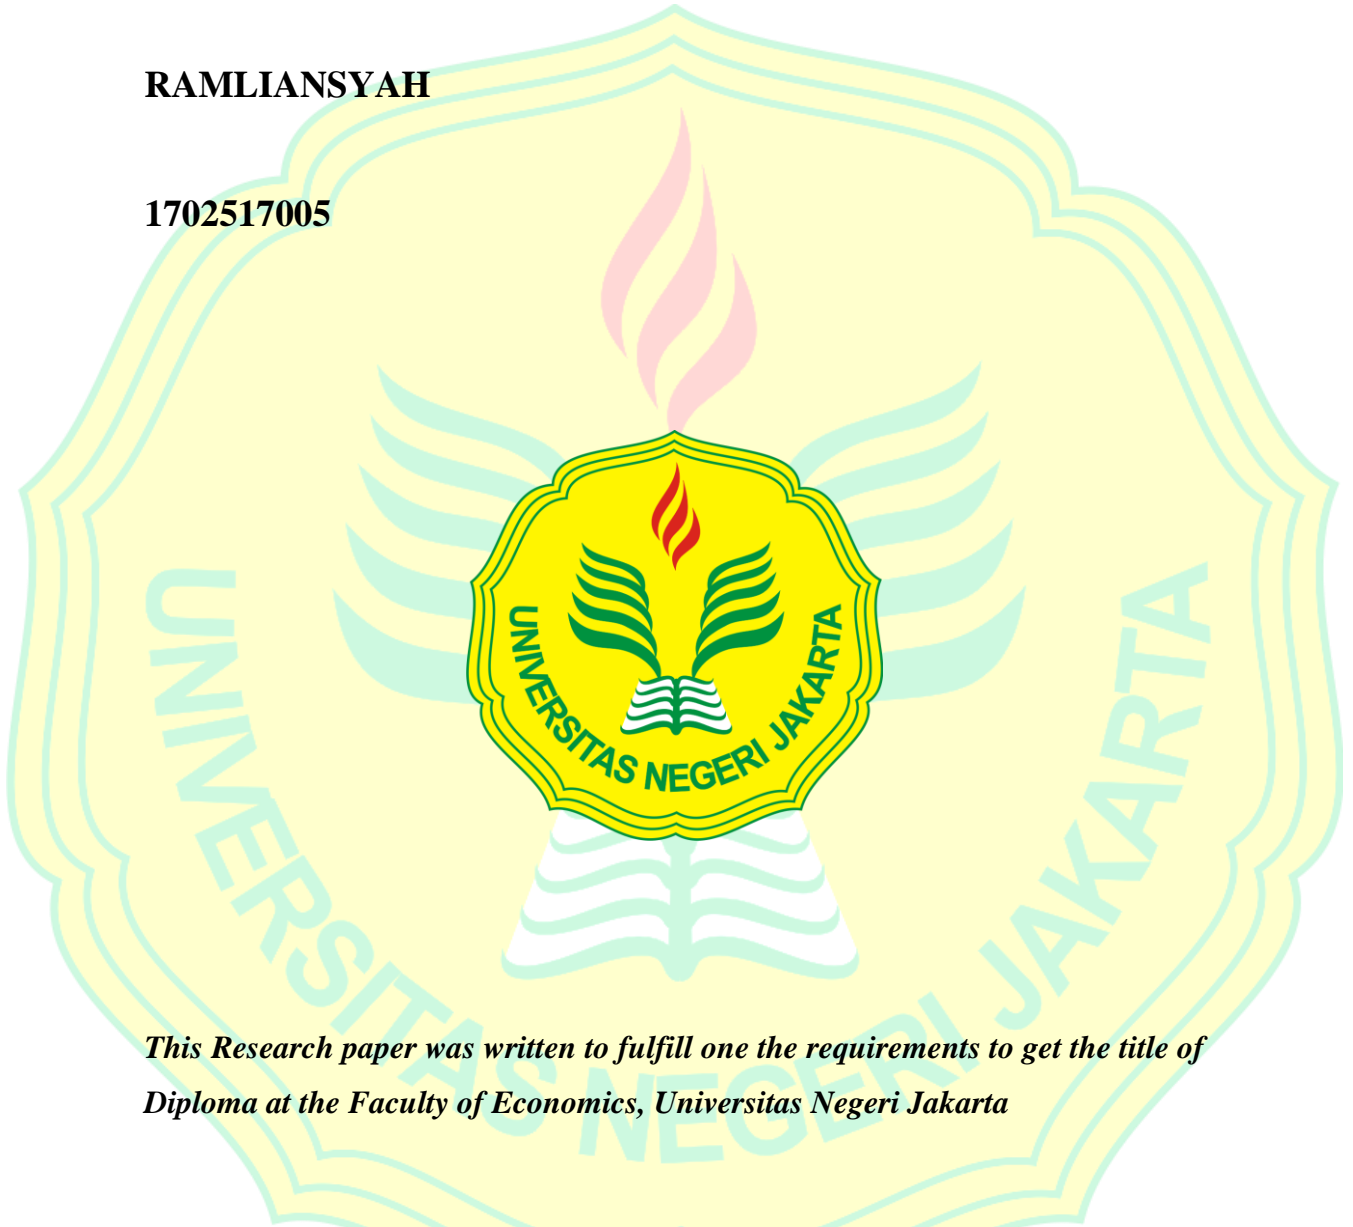 RAMLIANSYAH
1702517005
UNIVERSITAS NEGERI JAKARTA
UNIVERSITAS NEGERI JAKARTA
This Research paper was written to fulfill one the requirements to get the title of
Diploma at the Faculty of Economics, Universitas Negeri Jakarta